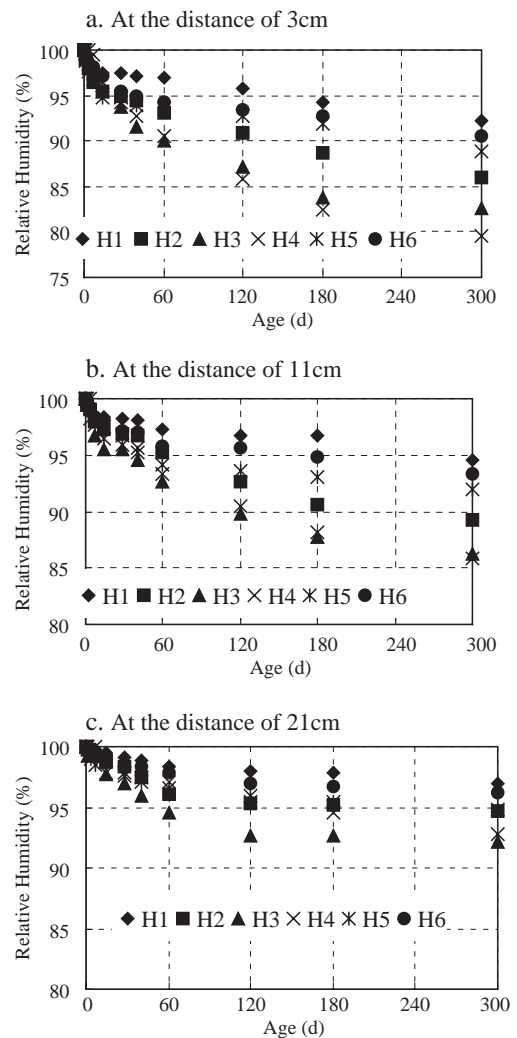 a. At the distance of 3cm
100
95
90
85
80
75
Relative Humidity (%)
H1 H2 H3 H4 H5 H6
0 60 120 180 240 300
Age (d)
b. At the distance of 11cm
100
95
90
85
80
Relative Humidity (%)
H1 H2 H3 H4 H5 H6
0 60 120 180 240 300
Age (d)
c. At the distance of 21cm
100
95
90
85
80
Relative Humidity (%)
H1 H2 H3 H4 H5 H6
0 60 120 180 240 300
Age (d)